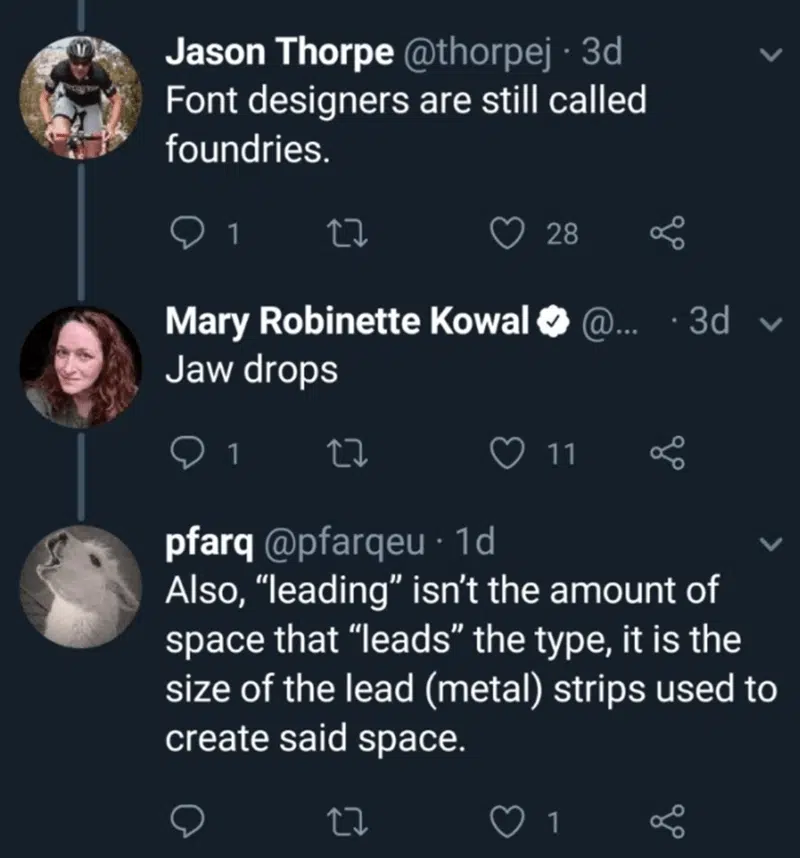 Jason Thorpe @thorpej · 3d
Font designers are still called
foundries.
1 28
Mary Robinette Kowal @... · 3d
Jaw drops
1 11
pfarq @pfarqeu · 1d
Also, “leading” isn’t the amount of
space that “leads” the type, it is the
size of the lead (metal) strips used to
create said space.
1